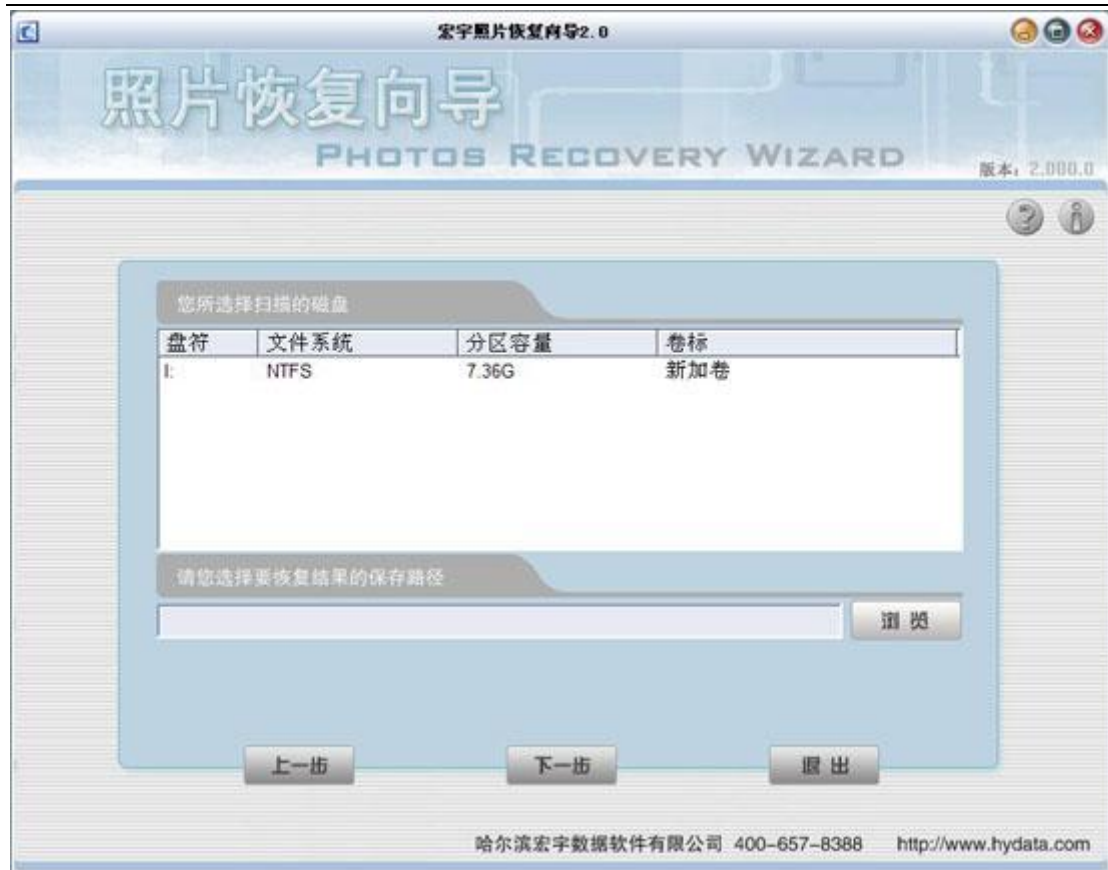 宏宇照片恢复向导2.0
照片恢复向导
PHOTOS RECOVERY WIZARD
版本: 2.000.0
您所选择扫描的磁盘
盘符 文件系统 分区容量 卷标
I: NTFS 7.36G 新加卷
请您选择要恢复结果的保存路径
浏 览
上一步 下一步 退 出
哈尔滨宏宇数据软件有限公司 400-657-8388 http://www.hydata.com